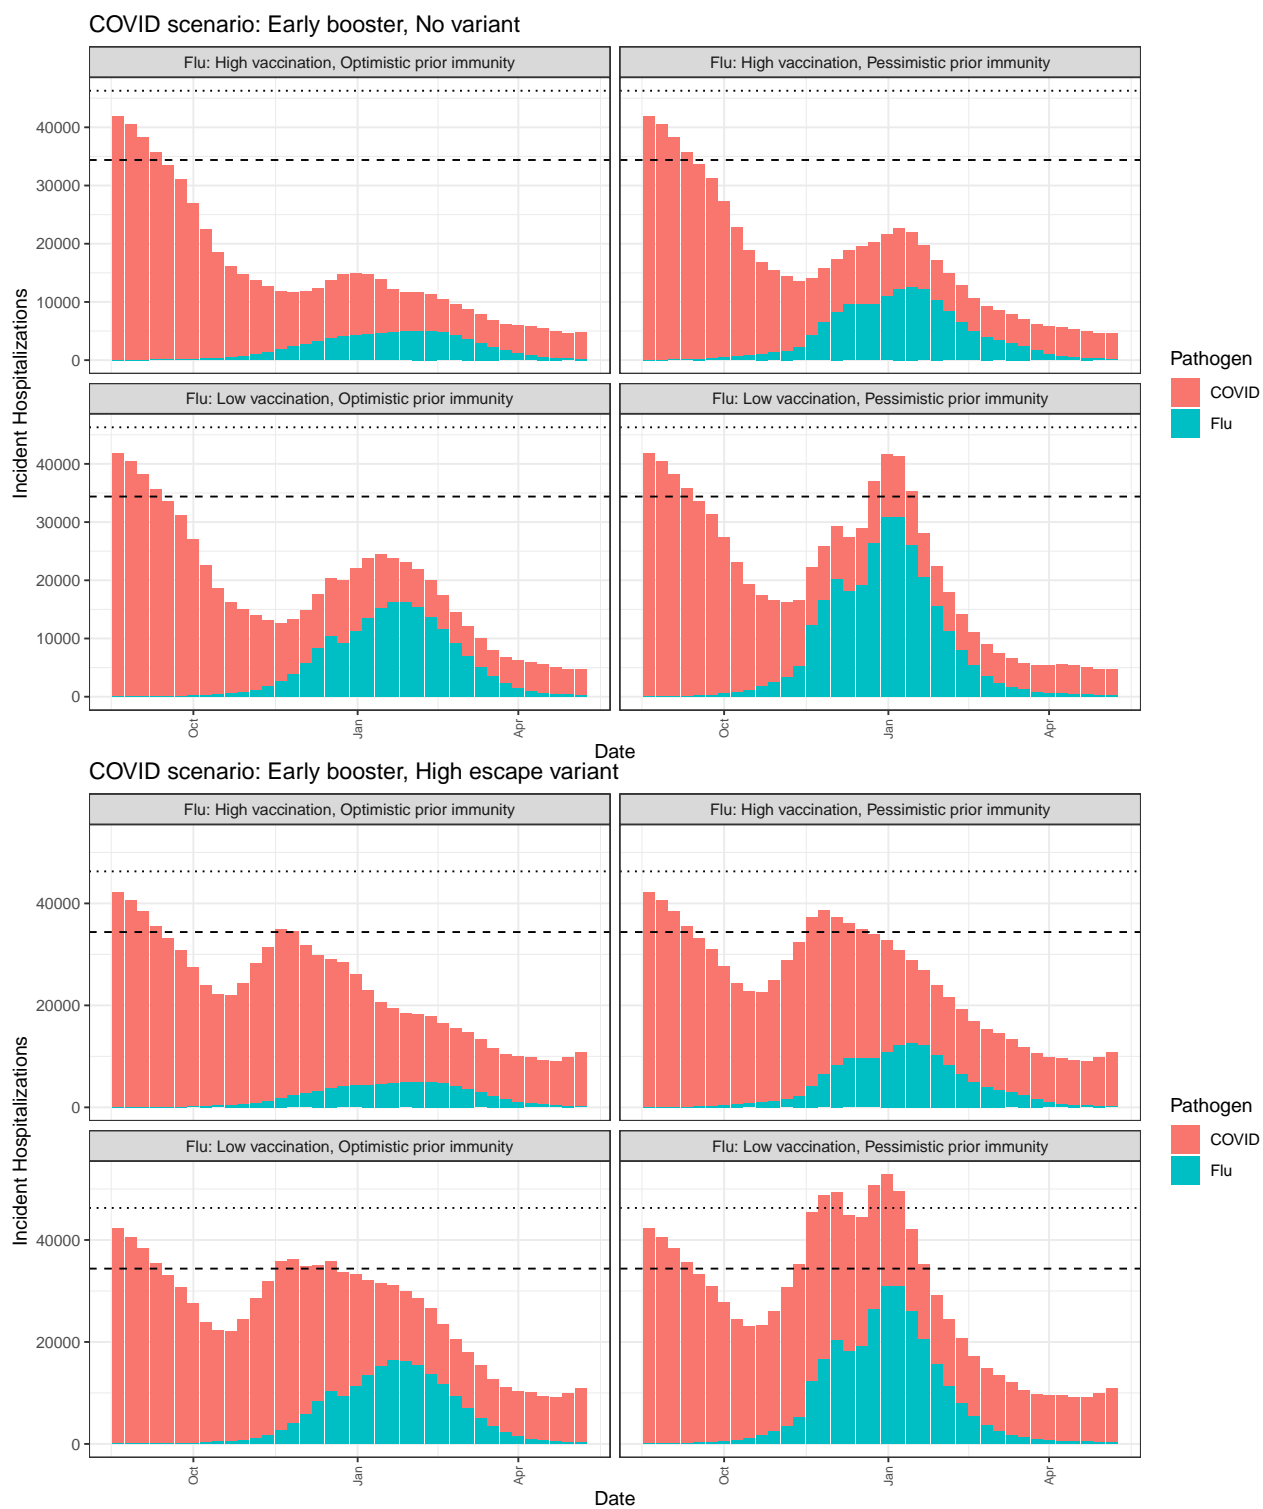 COVID scenario: Early booster, No variant
Flu: High vaccination, Optimistic prior immunity
Flu: High vaccination, Pessimistic prior immunity
40000
30000
20000
10000
0
Flu: Low vaccination, Optimistic prior immunity
Flu: Low vaccination, Pessimistic prior immunity
40000
30000
20000
10000
0
Incident Hospitalizations
Oct
Jan
Apr
Oct
Jan
Apr
Date
Pathogen
COVID
Flu
COVID scenario: Early booster, High escape variant
Flu: High vaccination, Optimistic prior immunity
Flu: High vaccination, Pessimistic prior immunity
40000
20000
0
Flu: Low vaccination, Optimistic prior immunity
Flu: Low vaccination, Pessimistic prior immunity
40000
20000
0
Incident Hospitalizations
Oct
Jan
Apr
Oct
Jan
Apr
Date
Pathogen
COVID
Flu